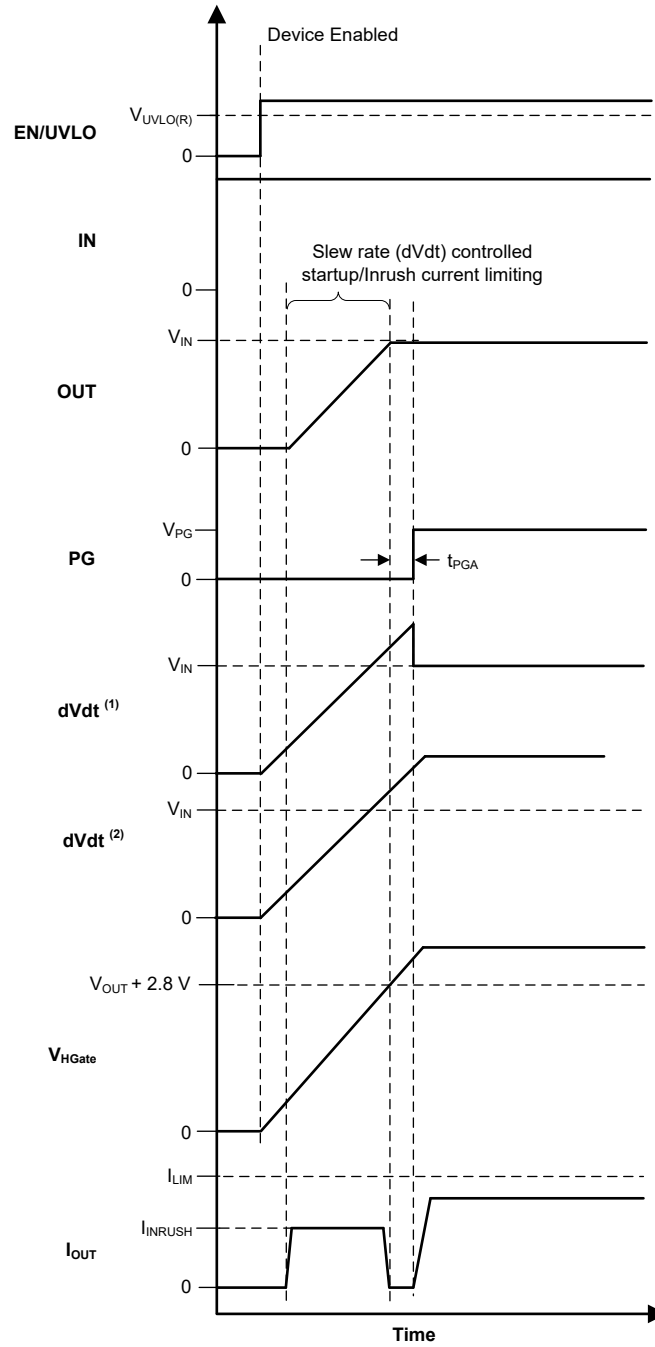 Device Enabled
V_UVLO(R)
EN/UVLO
0
IN
Slew rate (dVdt) controlled
startup/Inrush current limiting
0
V_IN
OUT
0
V_PG
PG
t_PGA
0
V_IN
dVdt (1)
0
V_IN
dVdt (2)
0
V_OUT + 2.8 V
V_HGate
0
I_LIM
I_INRUSH
I_OUT
0
Time